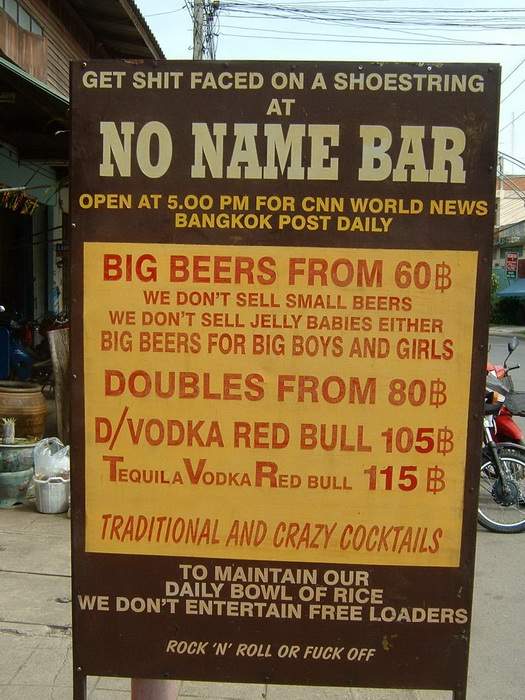 GET SHIT FACED ON A SHOESTRING
AT
NO NAME BAR
OPEN AT 5.00 PM FOR CNN WORLD NEWS
BANGKOK POST DAILY
BIG BEERS FROM 60฿
WE DON'T SELL SMALL BEERS
WE DON'T SELL JELLY BABIES EITHER
BIG BEERS FOR BIG BOYS AND GIRLS
DOUBLES FROM 80฿
D/VODKA RED BULL 105฿
TEQUILA VODKA RED BULL 115 ฿
TRADITIONAL AND CRAZY COCKTAILS
TO MAINTAIN OUR
DAILY BOWL OF RICE
WE DON'T ENTERTAIN FREE LOADERS
ROCK 'N' ROLL OR FUCK OFF